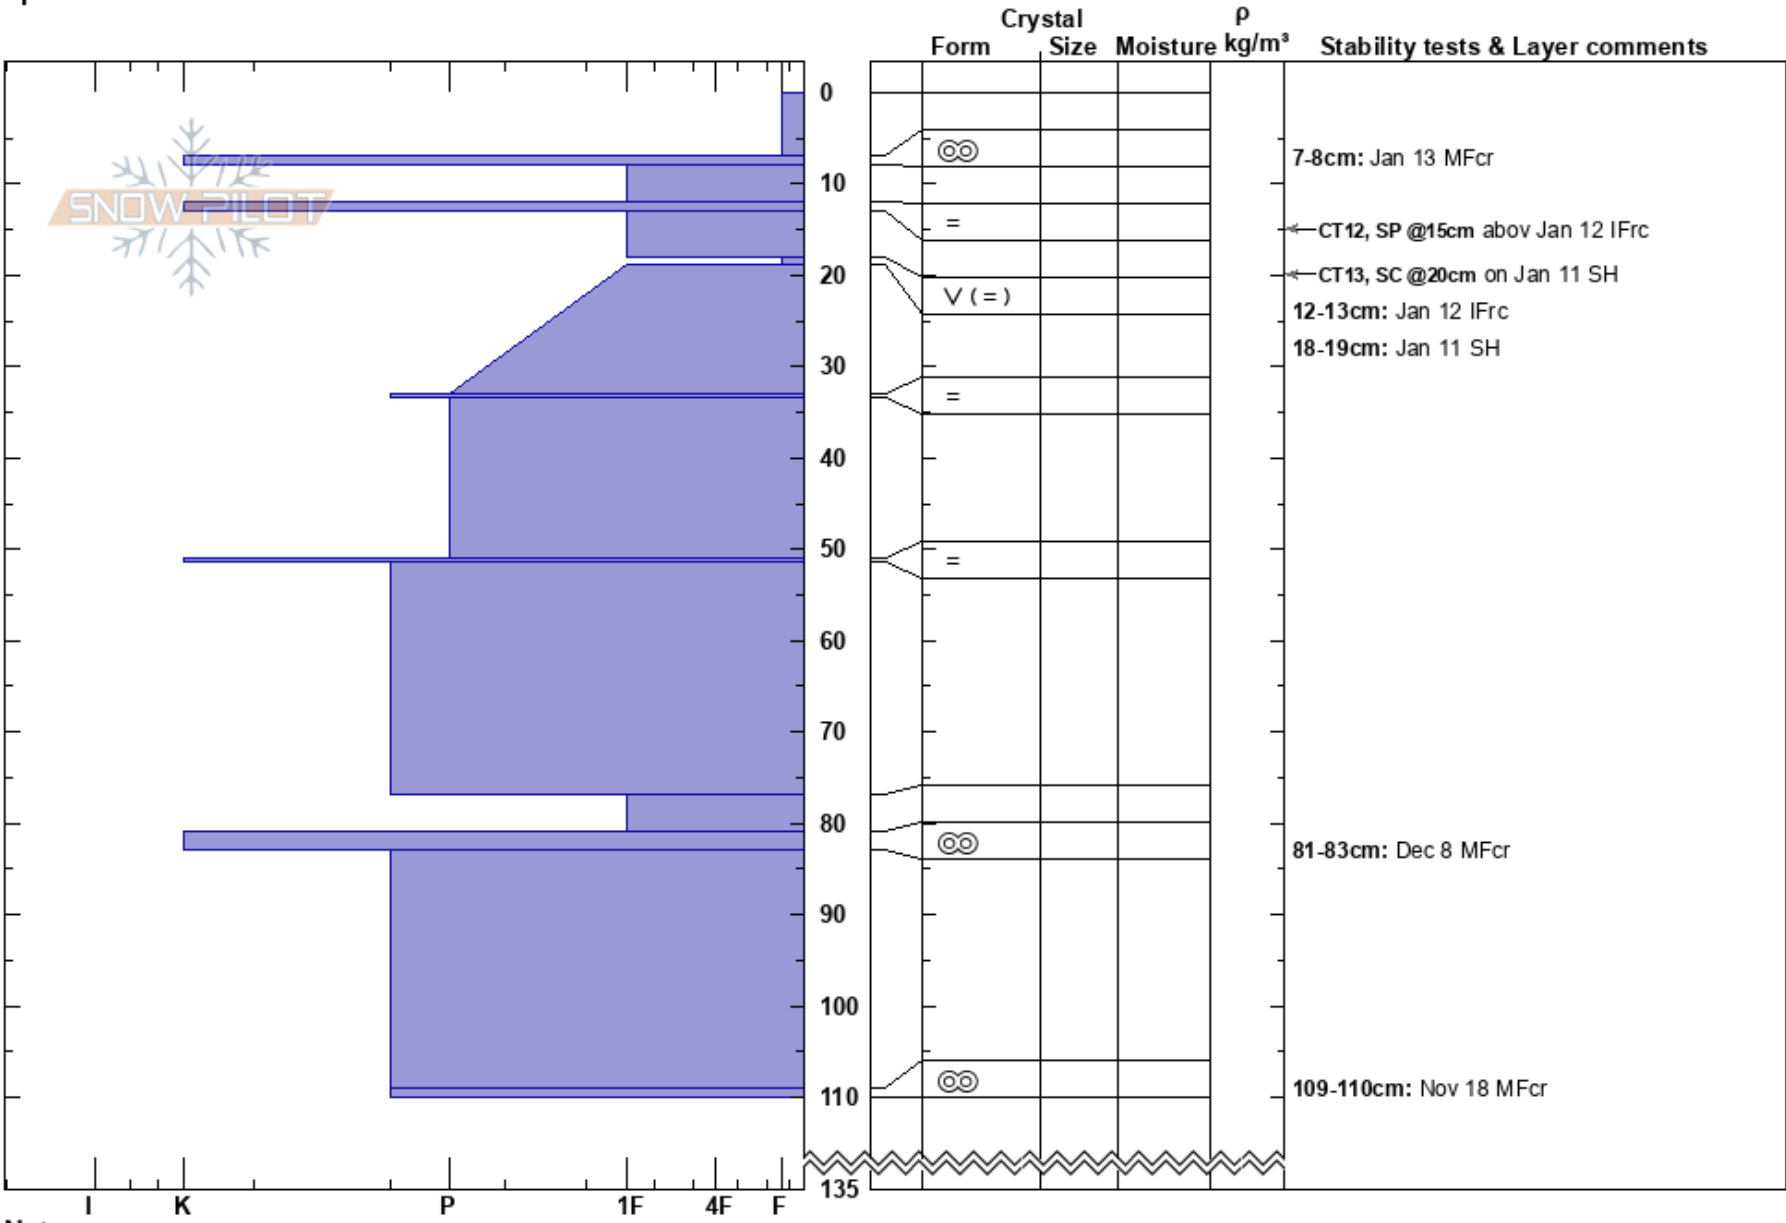 Crystal
ρ
Form
Size
Moisture
kg/m³
Stability tests & Layer comments
SNOW PILOT
0
10
20
30
40
50
60
70
80
90
100
110
135
7-8cm: Jan 13 MFcr
=
CT12, SP @15cm abov Jan 12 IFrc
CT13, SC @20cm on Jan 11 SH
V ( = )
12-13cm: Jan 12 IFrc
18-19cm: Jan 11 SH
=
=
81-83cm: Dec 8 MFcr
109-110cm: Nov 18 MFcr
I K P 1F 4F F